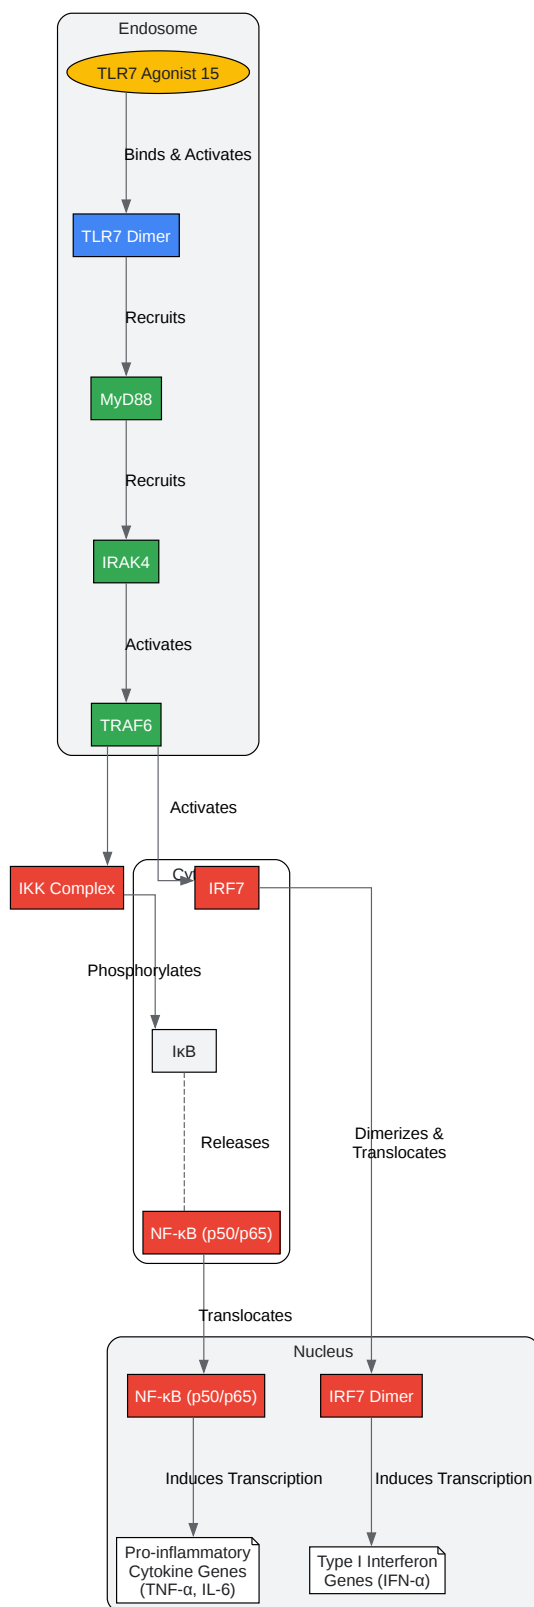 Endosome
TLR7 Agonist 15
Binds & Activates
TLR7 Dimer
Recruits
MyD88
Recruits
IRAK4
Activates
TRAF6
Activates
IKK Complex
IRF7
Phosphorylates
IκB
Releases
Dimerizes &
Translocates
NF-κB (p50/p65)
Translocates
Nucleus
NF-κB (p50/p65)
IRF7 Dimer
Induces Transcription
Induces Transcription
Pro-inflammatory
Cytokine Genes
(TNF-α, IL-6)
Type I Interferon
Genes (IFN-α)